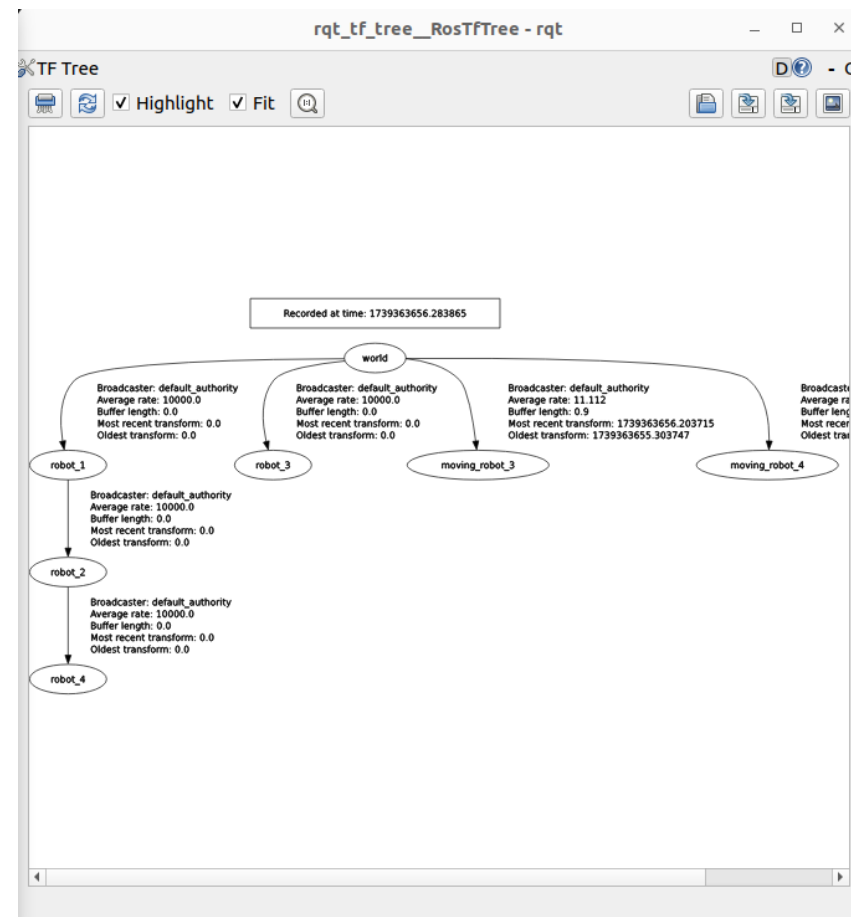 rqt_tf_tree__RosTfTree - rqt
TF Tree
D
-
Highlight
Fit
Recorded at time: 1739363656.283865
world
Broadcaster: default_authority
Average rate: 10000.0
Buffer length: 0.0
Most recent transform: 0.0
Oldest transform: 0.0
Broadcaster: default_authority
Average rate: 10000.0
Buffer length: 0.0
Most recent transform: 0.0
Oldest transform: 0.0
Broadcaster: default_authority
Average rate: 11.112
Buffer length: 0.9
Most recent transform: 1739363656.203715
Oldest transform: 1739363655.303747
robot_1
robot_3
moving_robot_3
moving_robot_4
Broadcaster: default_authority
Average rate: 10000.0
Buffer length: 0.0
Most recent transform: 0.0
Oldest transform: 0.0
robot_2
Broadcaster: default_authority
Average rate: 10000.0
Buffer length: 0.0
Most recent transform: 0.0
Oldest transform: 0.0
robot_4